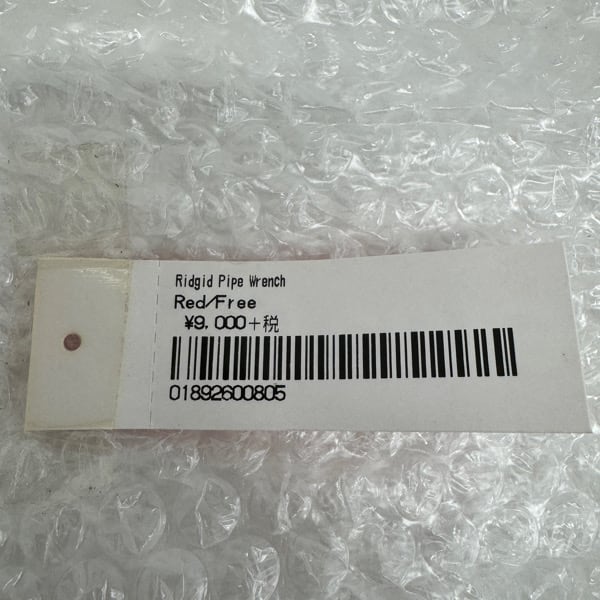 Ridgid Pipe Wrench
Red/Free
¥9,000+税
01892600805